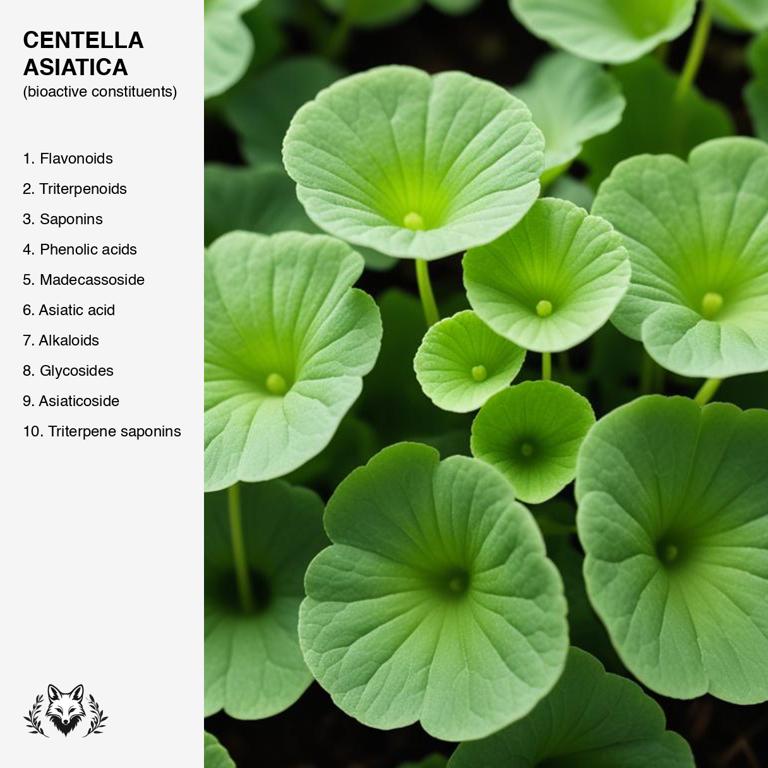 CENTELLA
ASIATICA
(bioactive constituents)
1. Flavonoids
2. Triterpenoids
3. Saponins
4. Phenolic acids
5. Madecassoside
6. Asiatic acid
7. Alkaloids
8. Glycosides
9. Asiaticoside
10. Triterpene saponins